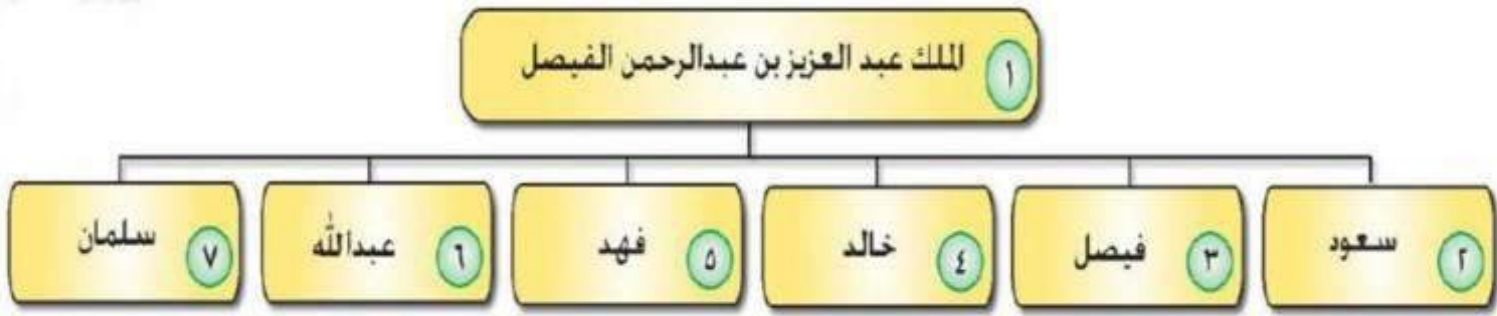 ١ الملك عبد العزيز بن عبدالرحمن الفيصل
٢ سعود
٣ فيصل
٤ خالد
٥ فهد
٦ عبدالله
٧ سلمان